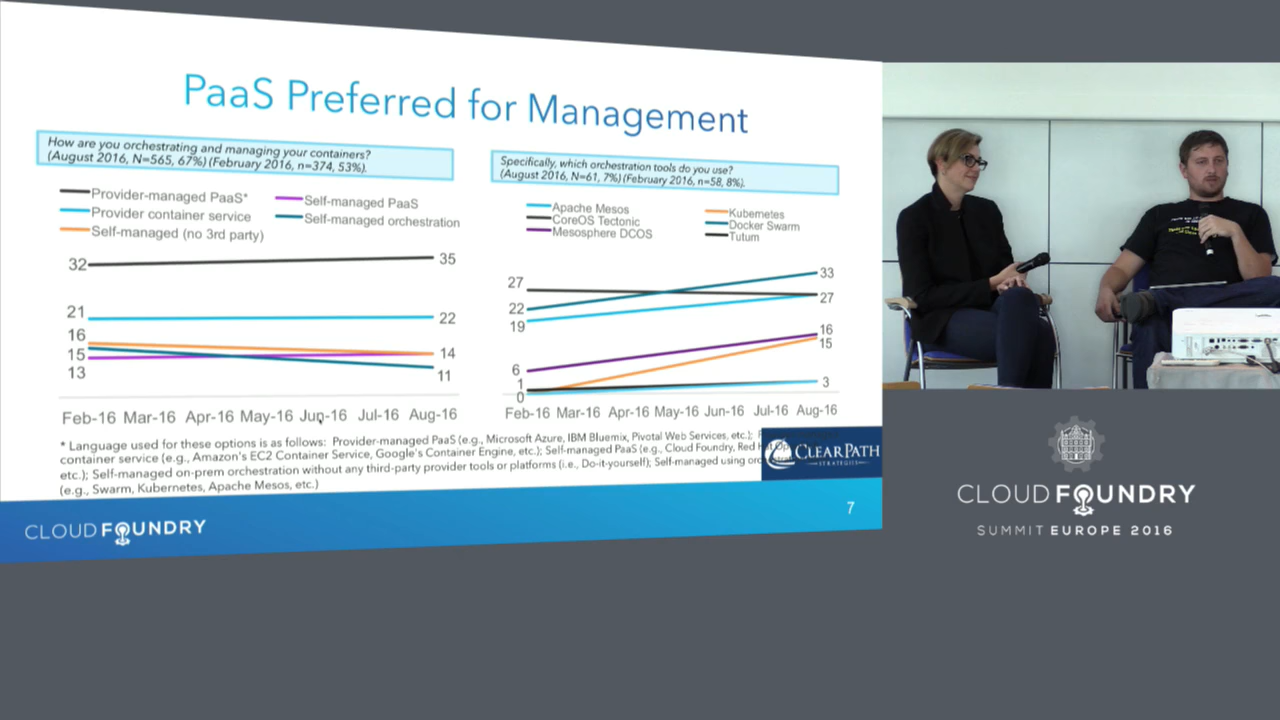 PaaS Preferred for Management
How are you orchestrating and managing your containers?
(August 2016, N=565, 67%) (February 2016, n=374, 53%).
Provider-managed PaaS*
Self-managed PaaS
Provider container service
Self-managed orchestration
Self-managed (no 3rd party)
32
35
21
22
16
15
14
13
11
Feb-16 Mar-16 Apr-16 May-16 Jun-16 Jul-16 Aug-16
Specifically, which orchestration tools do you use?
(August 2016, N=61, 7%) (February 2016, n=58, 8%).
Apache Mesos
Kubernetes
CoreOS Tectonic
Docker Swarm
Mesosphere DCOS
Tutum
27
33
22
27
19
16
15
6
1
3
0
Feb-16 Mar-16 Apr-16 May-16 Jun-16 Jul-16 Aug-16
* Language used for these options is as follows: Provider-managed PaaS (e.g., Microsoft Azure, IBM Bluemix, Pivotal Web Services, etc.);
container service (e.g., Amazon's EC2 Container Service, Google's Container Engine, etc.); Self-managed PaaS (e.g., Cloud Foundry, Red
etc.); Self-managed on-prem orchestration without any third-party provider tools or platforms (i.e., Do-it-yourself); Self-managed using
(e.g., Swarm, Kubernetes, Apache Mesos, etc.)
CLEARPATH
STRATEGIES
CLOUD FOUNDRY
7
CLOUD FOUNDRY
SUMMIT EUROPE 2016